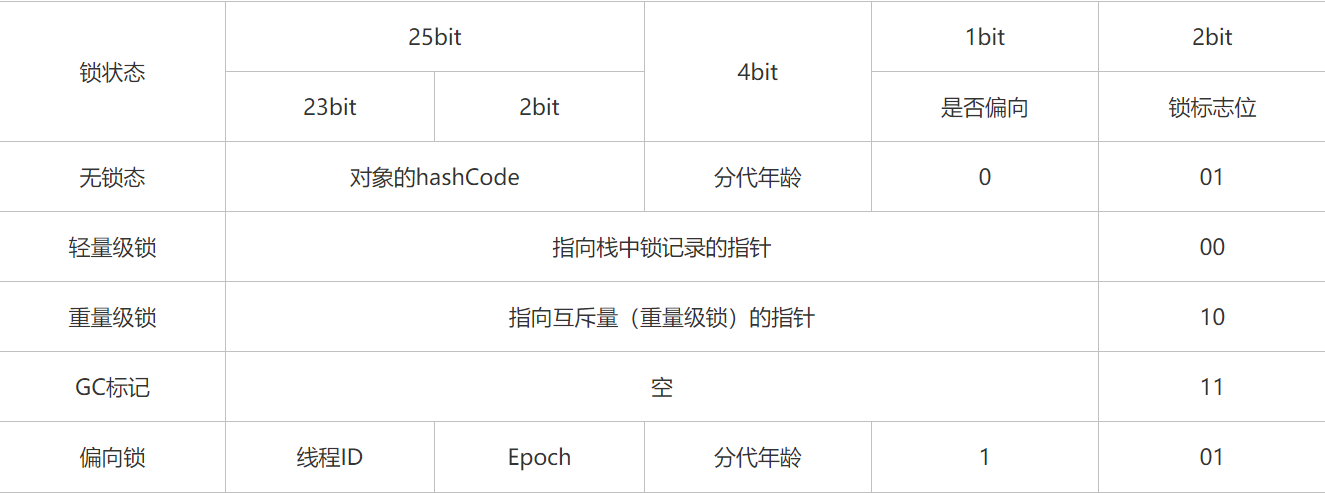 锁状态 25bit 4bit 1bit 2bit
23bit 2bit 是否偏向 锁标志位
无锁态 对象的hashCode 分代年龄 0 01
轻量级锁 指向栈中锁记录的指针 00
重量级锁 指向互斥量（重量级锁）的指针 10
GC标记 空 11
偏向锁 线程ID Epoch 分代年龄 1 01